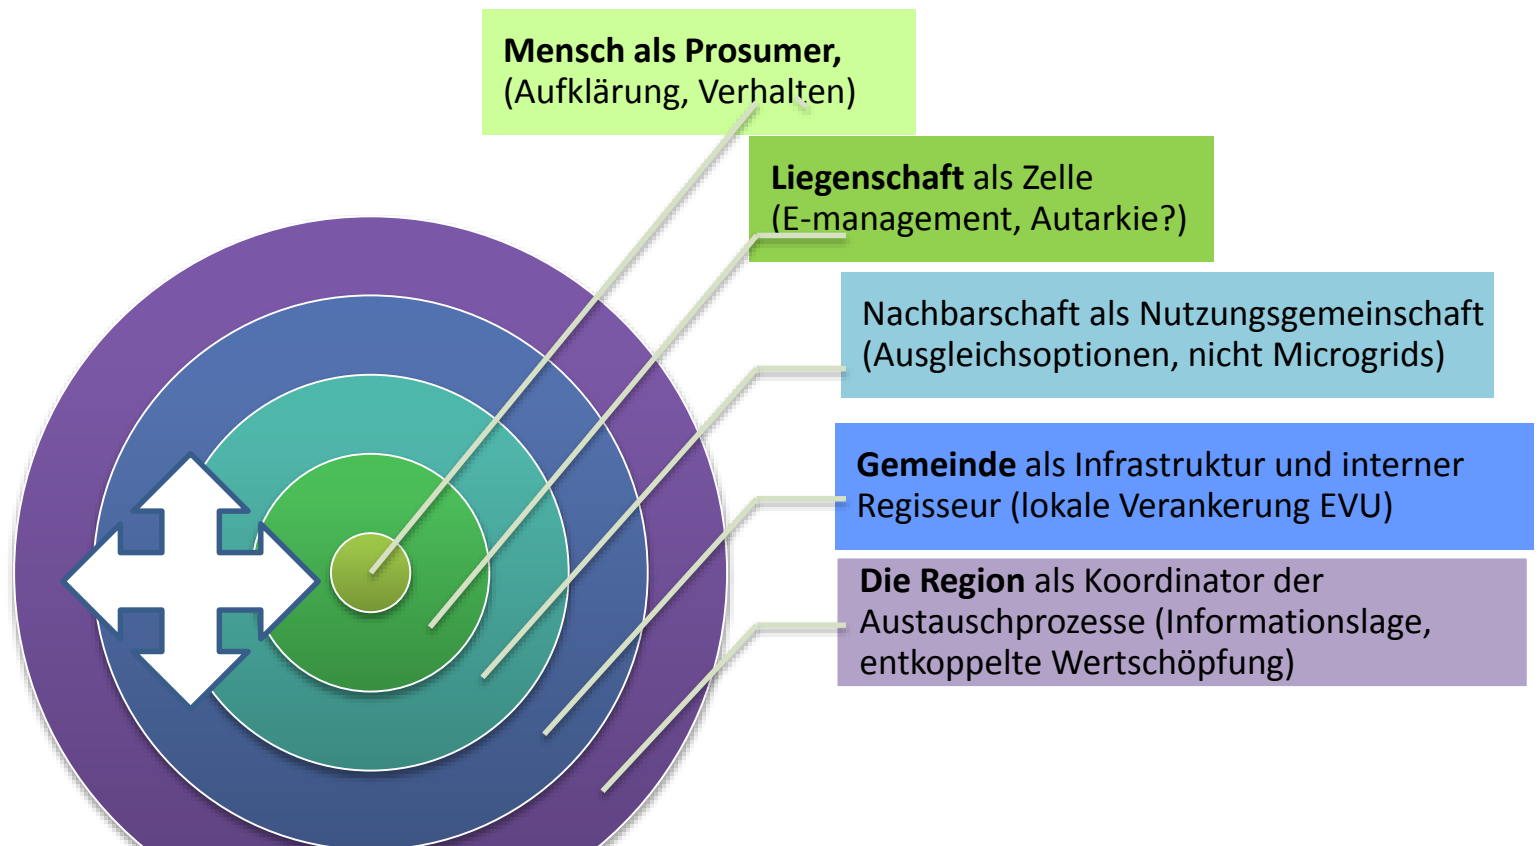 Mensch als Prosumer,
(Aufklärung, Verhalten)
Liegenschaft als Zelle
(E-management, Autarkie?)
Nachbarschaft als Nutzungsgemeinschaft
(Ausgleichsoptionen, nicht Microgrids)
Gemeinde als Infrastruktur und interner
Regisseur (lokale Verankerung EVU)
Die Region als Koordinator der
Austauschprozesse (Informationslage,
entkoppelte Wertschöpfung)